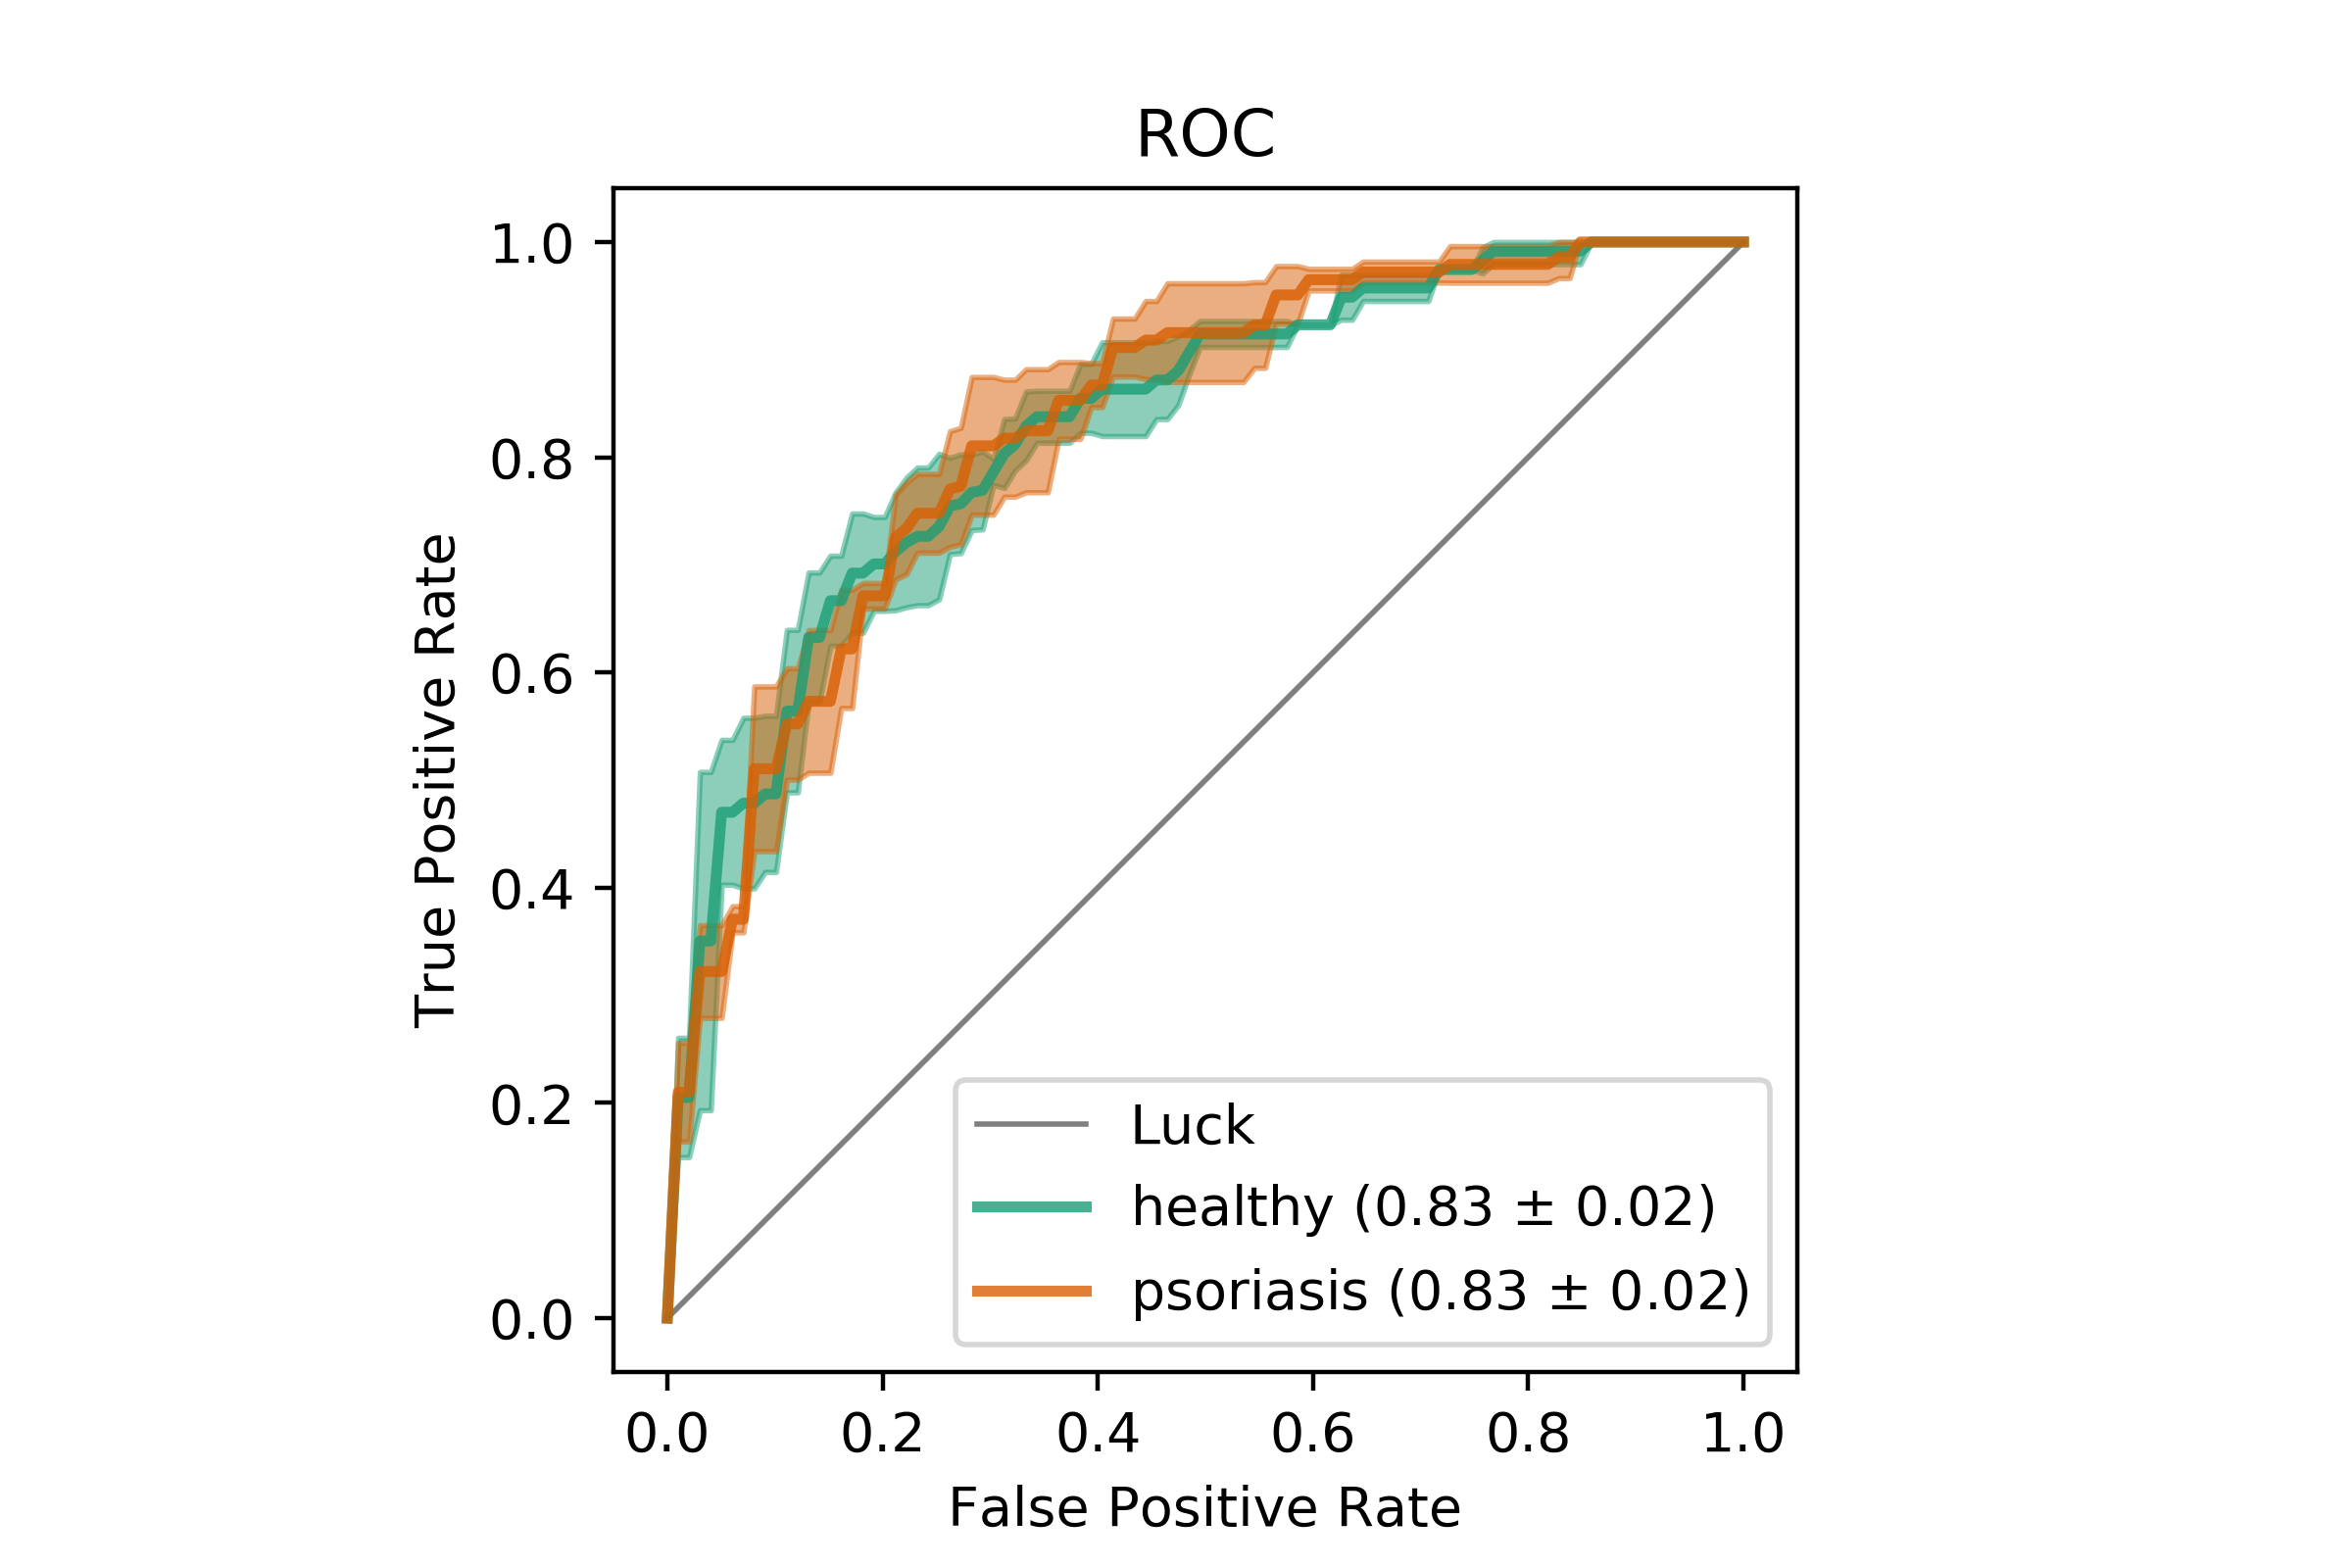 ROC
1.0
0.8
0.6
0.4
0.2
0.0
True Positive Rate
Luck
healthy (0.83 ± 0.02)
psoriasis (0.83 ± 0.02)
0.0 0.2 0.4 0.6 0.8 1.0
False Positive Rate